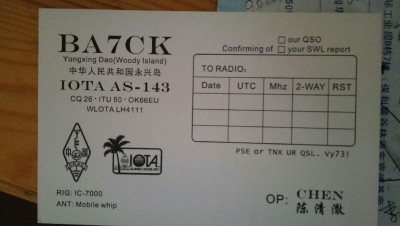 BA7CK
Yongxing Dao(Woody Island)
中华人民共和国永兴岛
IOTA AS-143
CQ 26 · ITU 50 · OK66EU
WLOTA LH4111
IOTA
RIG: IC-7000
ANT: Mobile whip
our QSO
Confirming of your SWL report
TO RADIO:
Date UTC Mhz 2-WAY RST
PSE or TNX UR QSL. Vy73!
OP: CHEN
陈清